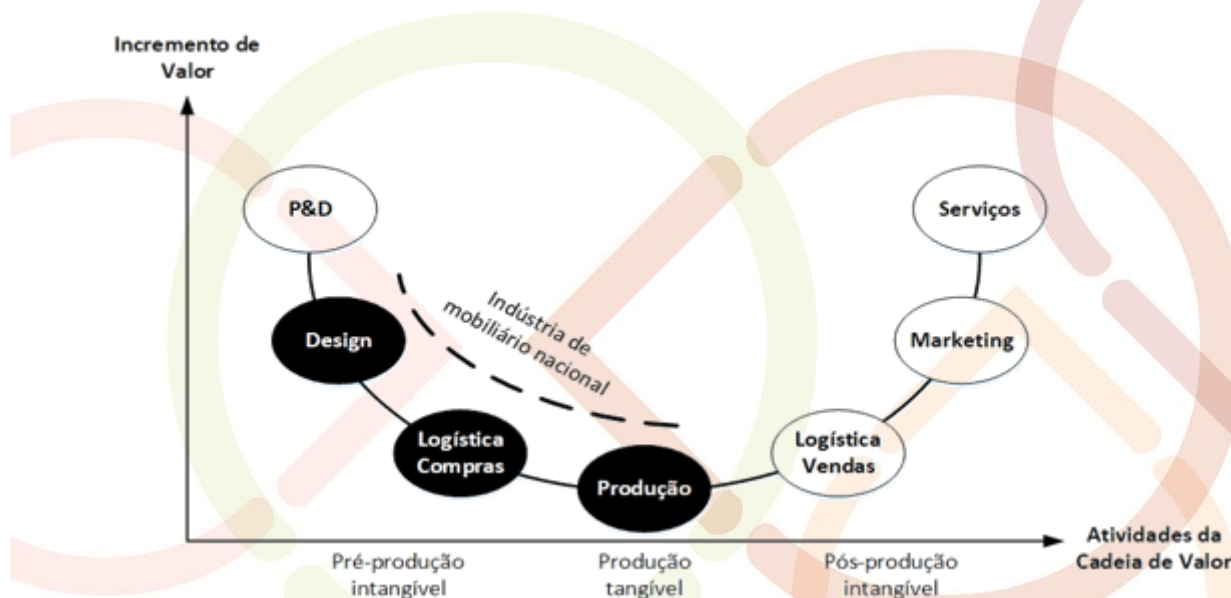 Incremento de
Valor
P&D
Serviços
Indústria de
mobiliário nacional
Design
Marketing
Logística
Compras
Logística
Vendas
Produção
Pré-produção
intangível
Produção
tangível
Pós-produção
intangível
Atividades da
Cadeia de Valor